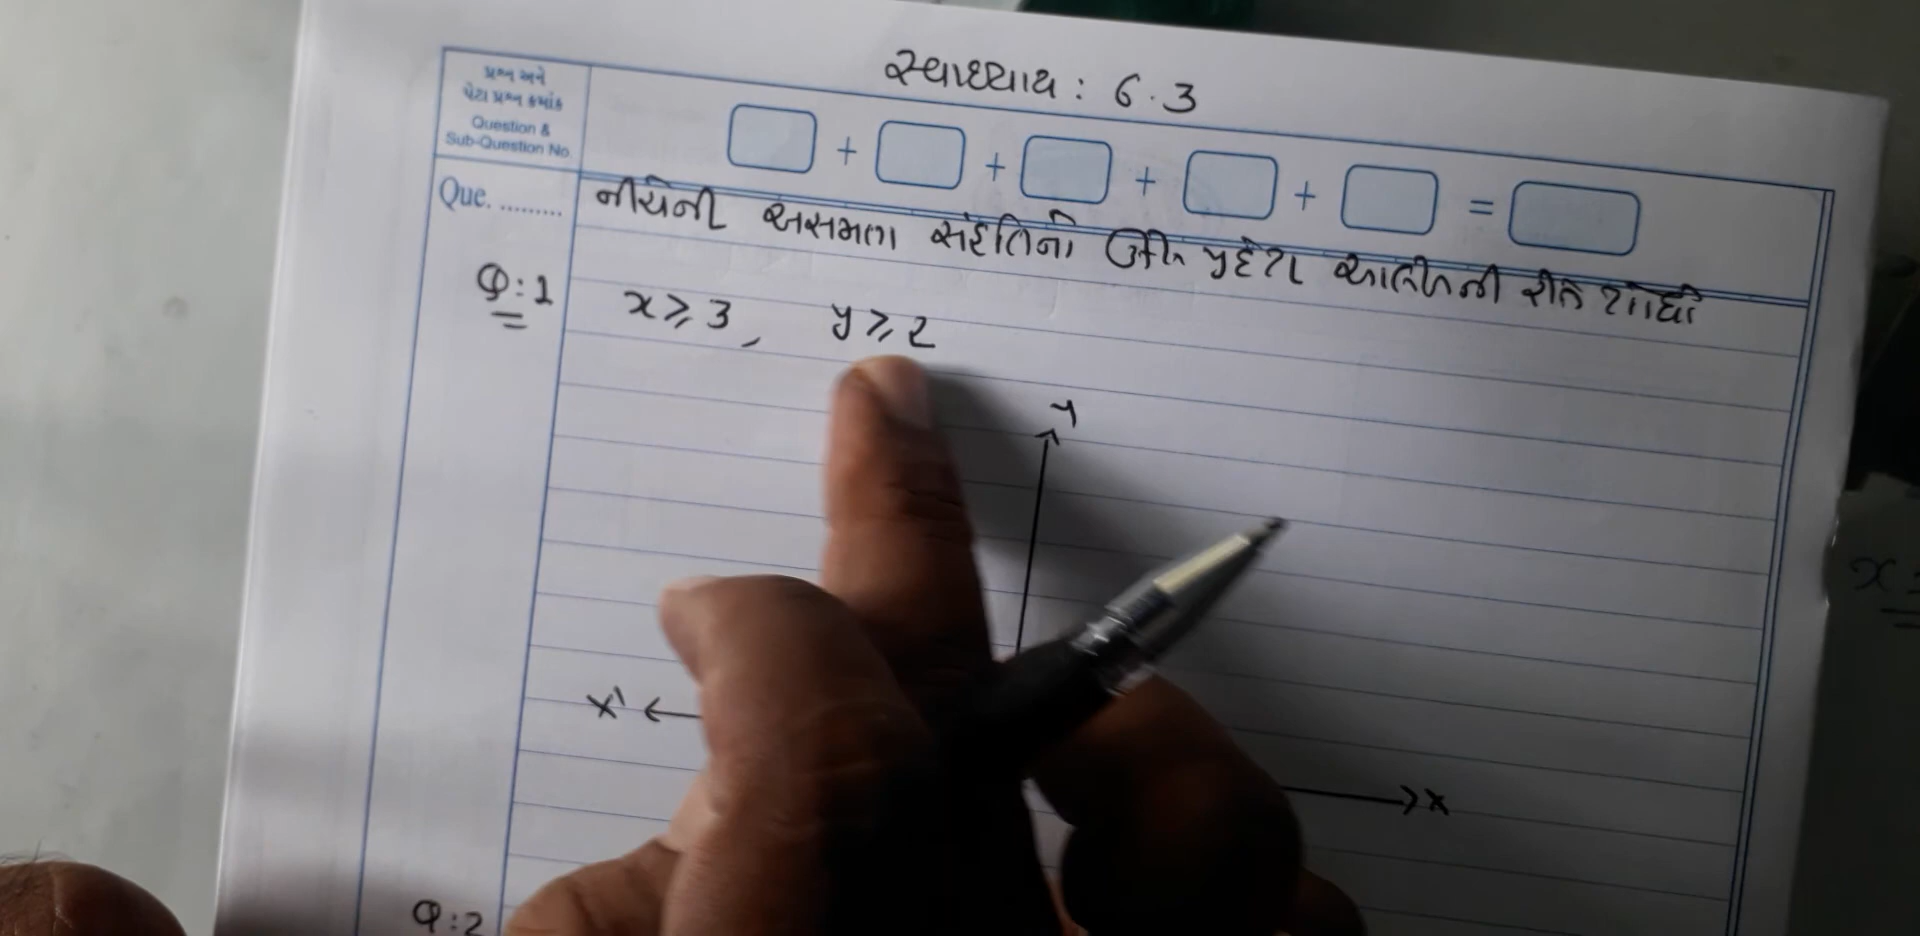 સ્વાધ્યાય : 6.3
પ્રશ્ન અને
પેટા પ્રશ્ન ક્રમાંક
Question &
Sub-Question No
+ + + + =
Que. .........
નીચેની અસમતા સંહતિનો ઉકેલ પ્રદેશ આલેખની રીતે શોધો
Q:1 x ⩾ 3, y ⩾ 2
y
x' x
Q:2